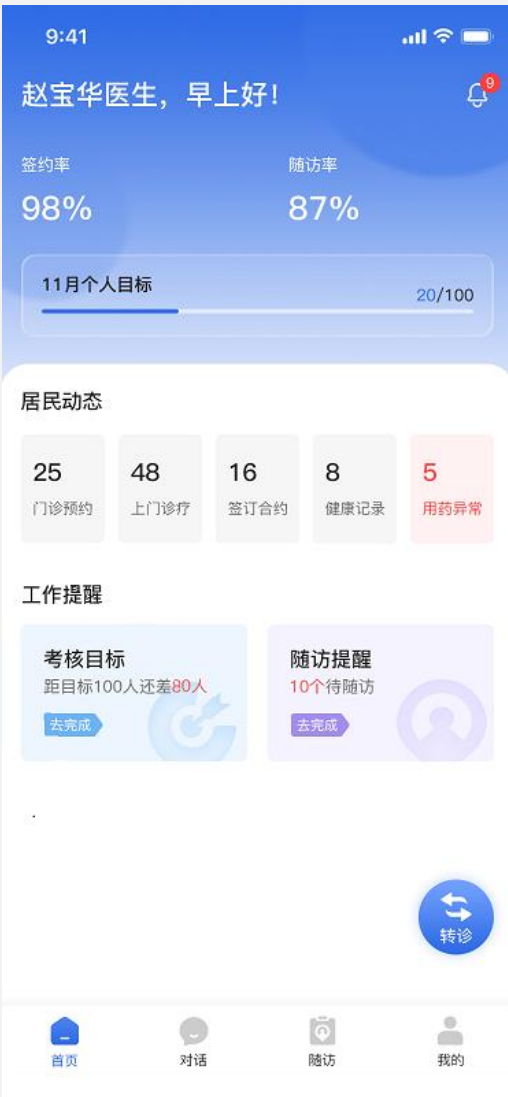 9:41
赵宝华医生，早上好!
9
签约率 随访率
98% 87%
11月个人目标
20/100
居民动态
25 48 16 8 5
门诊预约 上门诊疗 签订合约 健康记录 用药异常
工作提醒
考核目标 随访提醒
距目标100人还差80人 10个待随访
去完成 去完成
.
转诊
首页 对话 随访 我的